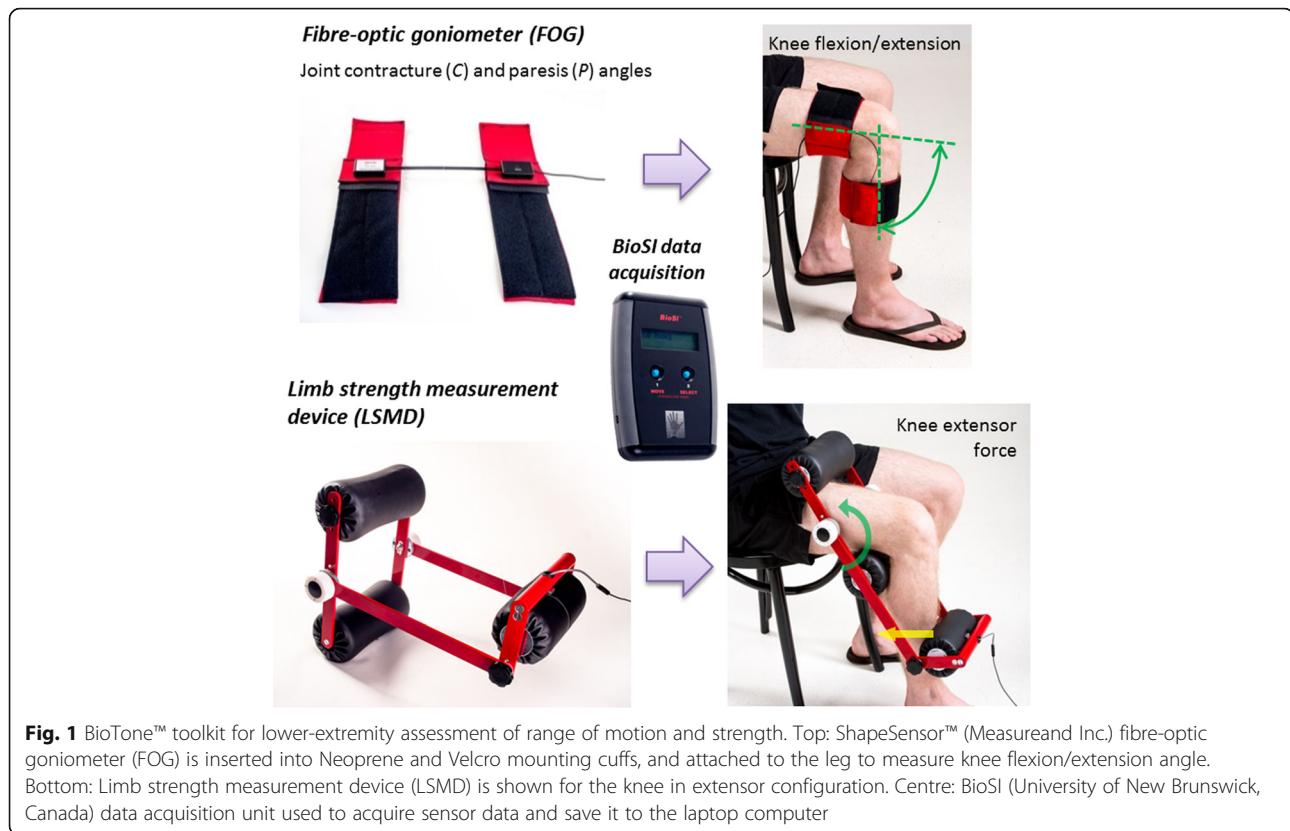 Fibre-optic goniometer (FOG)
Joint contracture (C) and paresis (P) angles
Knee flexion/extension
BioSI data
acquisition
BioSI™
1
2
MOVE
SELECT
Limb strength measurement
device (LSMD)
Knee extensor
force
Fig. 1 BioTone™ toolkit for lower-extremity assessment of range of motion and strength. Top: ShapeSensor™ (Measureand Inc.) fibre-optic
goniometer (FOG) is inserted into Neoprene and Velcro mounting cuffs, and attached to the leg to measure knee flexion/extension angle.
Bottom: Limb strength measurement device (LSMD) is shown for the knee in extensor configuration. Centre: BioSI (University of New Brunswick,
Canada) data acquisition unit used to acquire sensor data and save it to the laptop computer